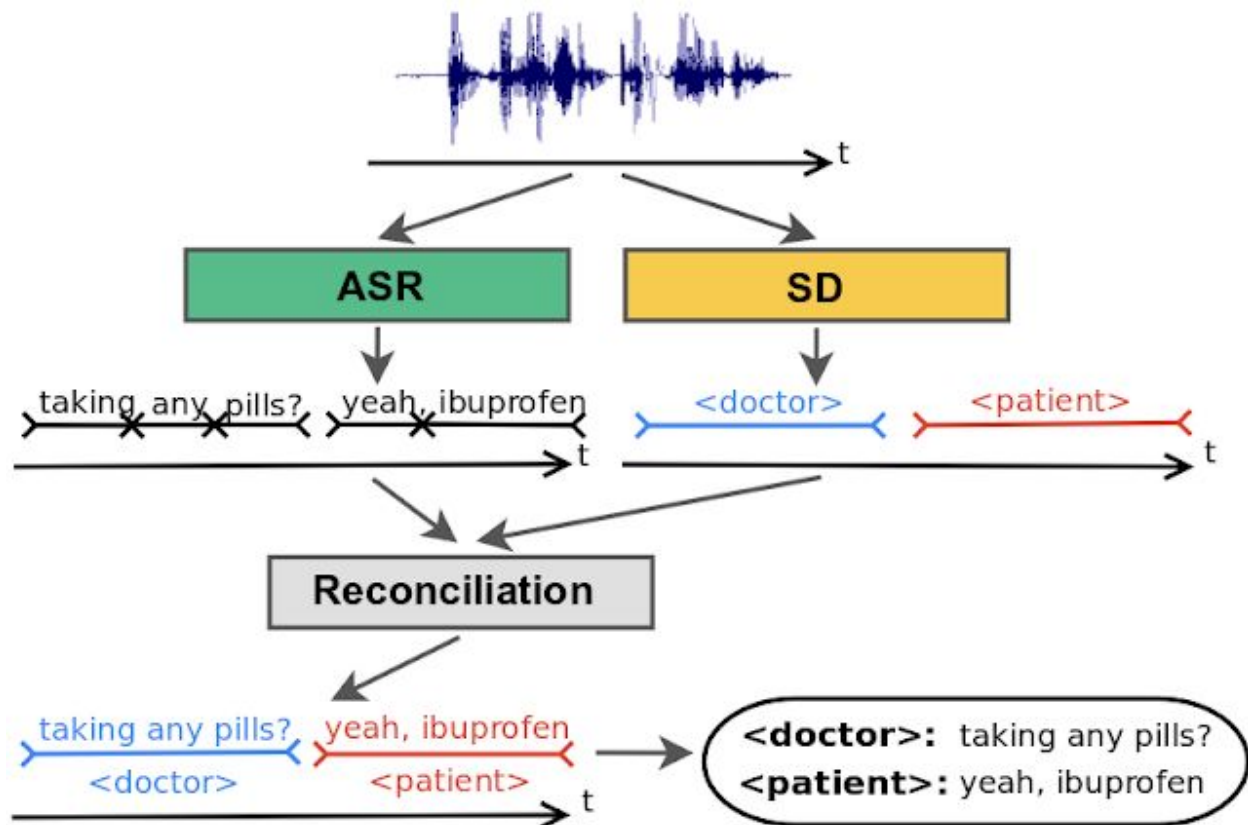 t
ASR SD
taking any pills? yeah, ibuprofen <doctor> <patient>
t t
Reconciliation
taking any pills? yeah, ibuprofen
<doctor> <patient>
t
<doctor>: taking any pills?
<patient>: yeah, ibuprofen